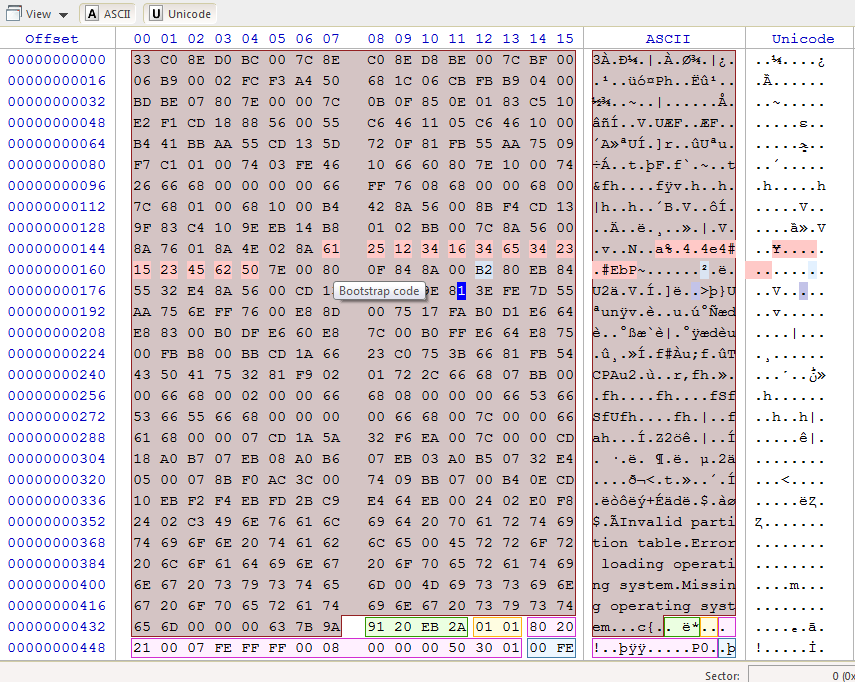 View ASCII Unicode
Offset 00 01 02 03 04 05 06 07 08 09 10 11 12 13 14 15 ASCII Unicode
00000000000 33 C0 8E D0 BC 00 7C 8E C0 8E D8 BE 00 7C BF 00 3À.Ð¼.|.À.Ø¾.|¿. ..¼....¿
00000000016 06 B9 00 02 FC F3 A4 50 68 1C 06 CB FB B9 04 00 .¹..üó¤Ph..Ëû¹.. .Ȁ......
00000000032 BD BE 07 80 7E 00 00 7C 0B 0F 85 0E 01 83 C5 10 ½¾..~..|......Å. ..~.....
00000000048 E2 F1 CD 18 88 56 00 55 C6 46 11 05 C6 46 10 00 âñÍ..V.UÆF..ÆF..
00000000064 B4 41 BB AA 55 CD 13 5D 72 0F 81 FB 55 AA 75 09 ´A»ªUÍ.]r..ûUªu.
00000000080 F7 C1 01 00 74 03 FE 46 10 66 60 80 7E 10 00 74 ÷Á..t.þF.f`.~..t
00000000096 26 66 68 00 00 00 00 66 FF 76 08 68 00 00 68 00 &fh....fÿv.h..h. .h.....h
00000000112 7C 68 01 00 68 10 00 B4 42 8A 56 00 8B F4 CD 13 |h..h..´B.V..ôÍ. .....V..
00000000128 9F 83 C4 10 9E EB 14 B8 01 02 BB 00 7C 8A 56 00 ..Ä..ë.¸..».|.V. .....ȁ».V
00000000144 8A 76 01 8A 4E 02 8A 61 25 12 34 16 34 65 34 23 .v..N..a%.4.4e4#
00000000160 15 23 45 62 50 7E 00 80 0F 84 8A 00 B2 80 EB 84 .#EbP~......².ë.
00000000176 55 32 E4 8A 56 00 CD 1 9E 81 3E FE 7D 55 U2ä.V.Í.]ë..>þ}U
00000000192 AA 75 6E FF 76 00 E8 8D 00 75 17 FA B0 D1 E6 64 ªunÿv.è..u.ú°Ñæd ..v.....
00000000208 E8 83 00 B0 DF E6 60 E8 7C 00 B0 FF E6 64 E8 75 è..°ßæ`è|.°ÿædèu ....|...
00000000224 00 FB B8 00 BB CD 1A 66 23 C0 75 3B 66 81 FB 54 .û¸.»Í.f#Àu;f.ûT .¸......
00000000240 43 50 41 75 32 81 F9 02 01 72 2C 66 68 07 BB 00 CPAu2.ù..r,fh.».
00000000256 00 66 68 00 02 00 00 66 68 08 00 00 00 66 53 66 .fh....fh....fSf .h......
00000000272 53 66 55 66 68 00 00 00 00 66 68 00 7C 00 00 66 SfUfh....fh.|..f ..h..h|.
00000000288 61 68 00 00 07 CD 1A 5A 32 F6 EA 00 7C 00 00 CD ah...Í.Z2öê.|..Í .....ê|.
00000000304 18 A0 B7 07 EB 08 A0 B6 07 EB 03 A0 B5 07 32 E4 . ·.ë. ¶.ë. µ.2ä ........
00000000320 05 00 07 8B F0 AC 3C 00 74 09 BB 07 00 B4 0E CD ....ð¬<.t.»..´.Í ...<....
00000000336 10 EB F2 F4 EB FD 2B C9 E4 64 EB 00 24 02 E0 F8 .ëòôëý+Éädë.$.àø .....ëȤ.
00000000352 24 02 C3 49 6E 76 61 6C 69 64 20 70 61 72 74 69 $.ÃInvalid parti Ȥ.......
00000000368 74 69 6F 6E 20 74 61 62 6C 65 00 45 72 72 6F 72 tion table.Error ........
00000000384 20 6C 6F 61 64 69 6E 67 20 6F 70 65 72 61 74 69 loading operati ........
00000000400 6E 67 20 73 79 73 74 65 6D 00 4D 69 73 73 69 6E ng system.Missin ....m...
00000000416 67 20 6F 70 65 72 61 74 69 6E 67 20 73 79 73 74 g operating syst ........
00000000432 65 6D 00 00 00 63 7B 9A 91 20 EB 2A 01 01 80 20 em...c{.. ë*...
00000000448 21 00 07 FE FF FF 00 08 00 00 00 50 30 01 00 FE !..þÿÿ.....P0..þ
Bootstrap code
Sector: 0 (0x